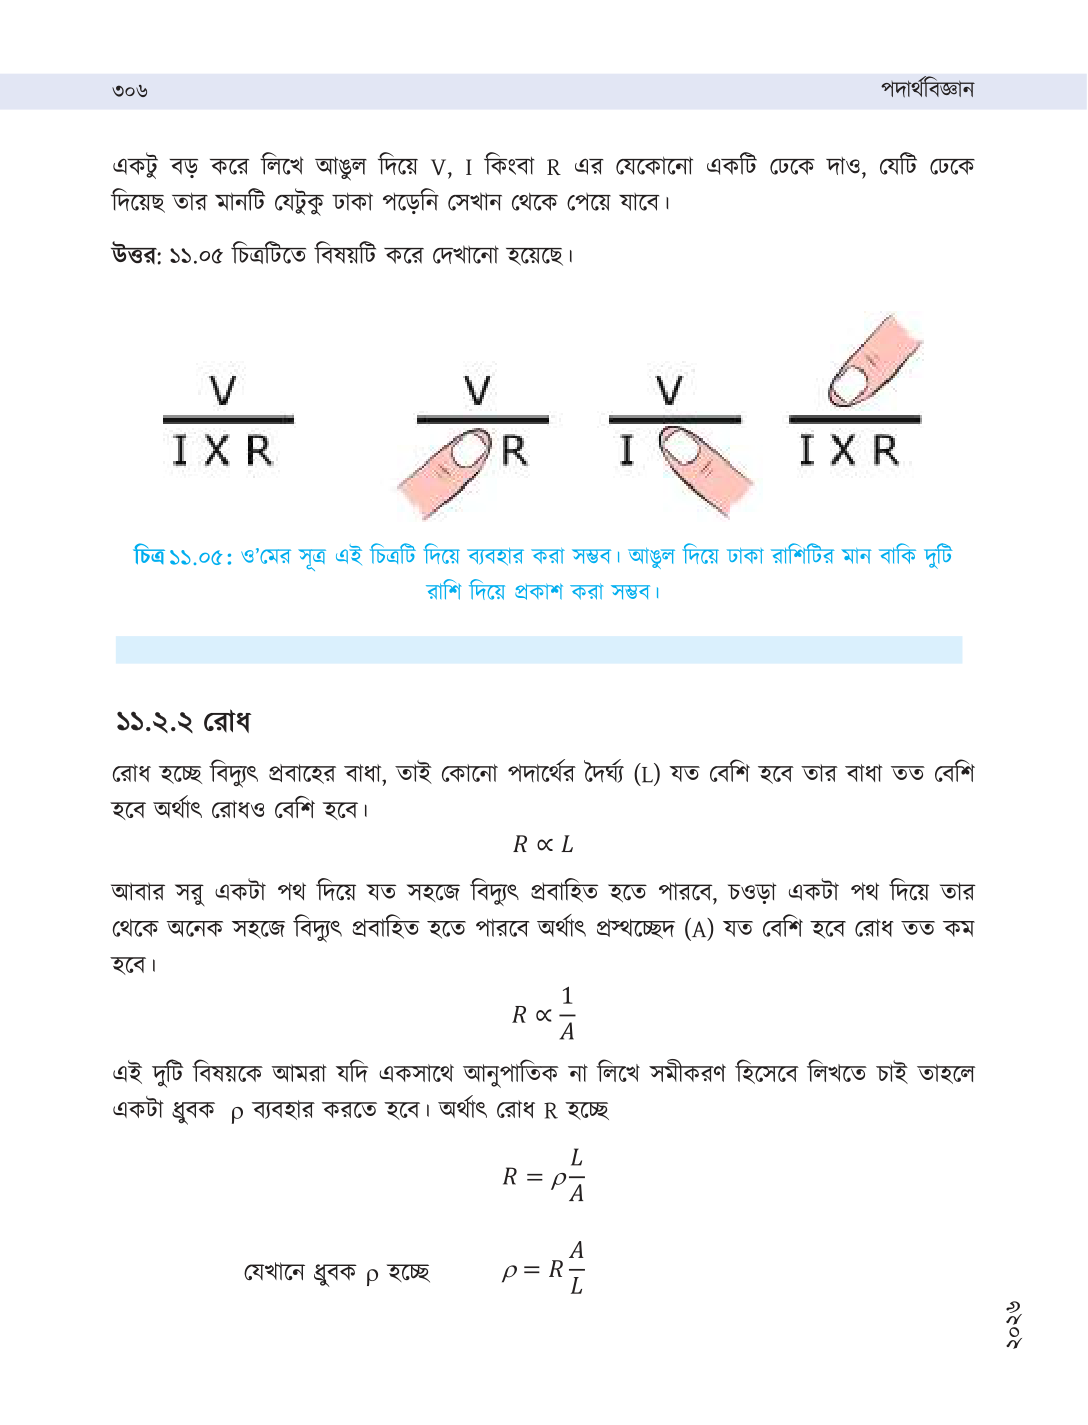 ৩০৬ পদার্থবিজ্ঞান
একটু বড় করে লিখে আঙুল দিয়ে V, I কিংবা R এর যেকোনো একটি ঢেকে দাও, যেটি ঢেকে
দিয়েছ তার মানটি যেটুকু ঢাকা পড়েনি সেখান থেকে পেয়ে যাবে।
উত্তর: ১১.০৫ চিত্রটিতে বিষয়টি করে দেখানো হয়েছে।
V V V
I X R R I I X R
চিত্র ১১.০৫: ও’মের সূত্র এই চিত্রটি দিয়ে ব্যবহার করা সম্ভব। আঙুল দিয়ে ঢাকা রাশিটির মান বাকি দুটি
রাশি দিয়ে প্রকাশ করা সম্ভব।
১১.২.২ রোধ
রোধ হচ্ছে বিদ্যুৎ প্রবাহের বাধা, তাই কোনো পদার্থের দৈর্ঘ্য (L) যত বেশি হবে তার বাধা তত বেশি
হবে অর্থাৎ রোধও বেশি হবে।
R ∝ L
আবার সরু একটা পথ দিয়ে যত সহজে বিদ্যুৎ প্রবাহিত হতে পারবে, চওড়া একটা পথ দিয়ে তার
থেকে অনেক সহজে বিদ্যুৎ প্রবাহিত হতে পারবে অর্থাৎ প্রস্থচ্ছেদ (A) যত বেশি হবে রোধ তত কম
হবে।
R ∝ 1/A
এই দুটি বিষয়কে আমরা যদি একসাথে আনুপাতিক না লিখে সমীকরণ হিসেবে লিখতে চাই তাহলে
একটা ধ্রুবক ρ ব্যবহার করতে হবে। অর্থাৎ রোধ R হচ্ছে
R = ρ L/A
যেখানে ধ্রুবক ρ হচ্ছে ρ = R A/L
২০২৬